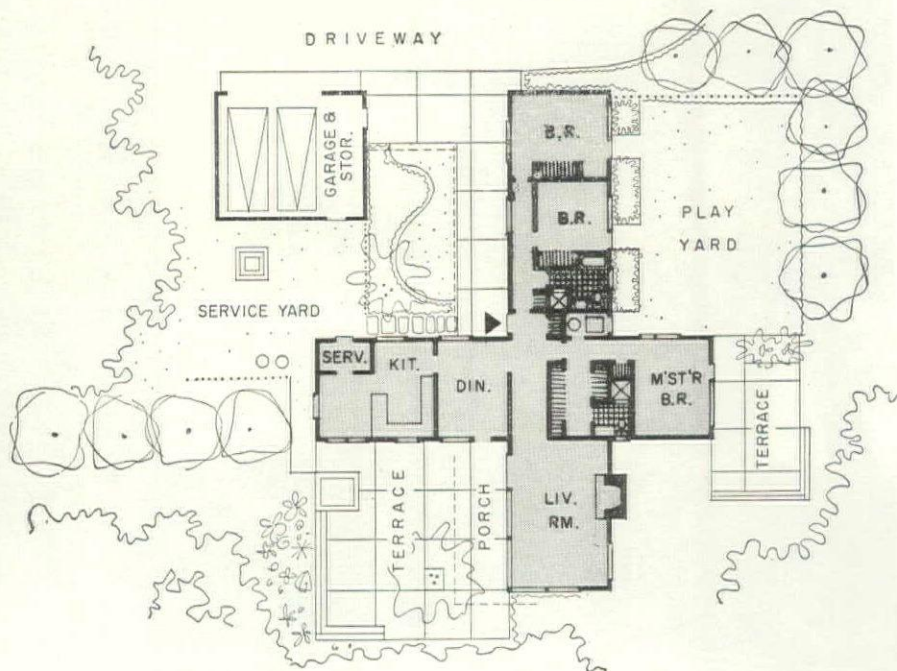 DRIVEWAY
GARAGE &
STOR.
B.R.
B.R.
PLAY
YARD
SERVICE YARD
SERV.
KIT.
DIN.
M'ST'R
B.R.
TERRACE
TERRACE
PORCH
LIV.
RM.